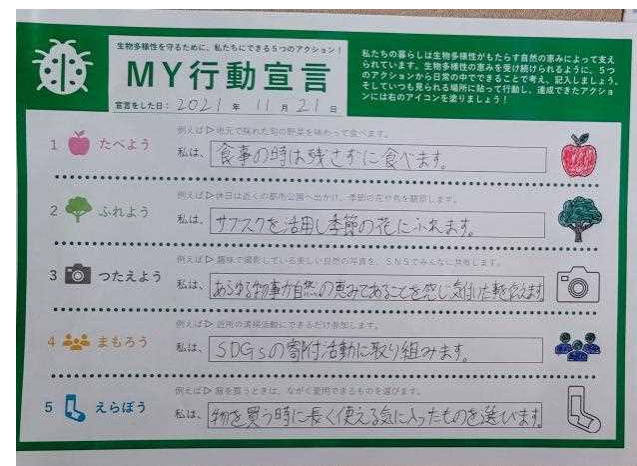 生物多様性を守るために、私たちにできる5つのアクション！
MY行動宣言
宣言をした日： 2021 年 11 月 21 日
私たちの暮らしは生物多様性がもたらす自然の恵みによって支え
られています。生物多様性の恵みを受け続けられるように、5つ
のアクションから日常の中でできることを考え、記入しましょう。
そしていつも見られる場所に貼って行動し、達成できたアクショ
ンには右のアイコンを塗りましょう！
例えば▷地元で採れた旬の野菜を味わって食べます。
1 たべよう 私は、食事の時は残さずに食べます。
例えば▷休日は近くの都市公園へ出かけ、季節の花や鳥を観察します。
2 ふれよう 私は、サブスクを活用し季節の花にふれます。
例えば▷趣味で撮影している美しい自然の写真を、SNSでみんなに共有します。
3 つたえよう 私は、あらゆる物事が自然の恵みであることを感じ気付いた事を伝えます
例えば▷近所の清掃活動にできるだけ参加します。
4 まもろう 私は、SDGsの寄付活動に取り組みます。
例えば▷服を買うときは、ながく愛用できるものを選びます。
5 えらぼう 私は、物を買う時に長く使える気に入ったものを選びます。